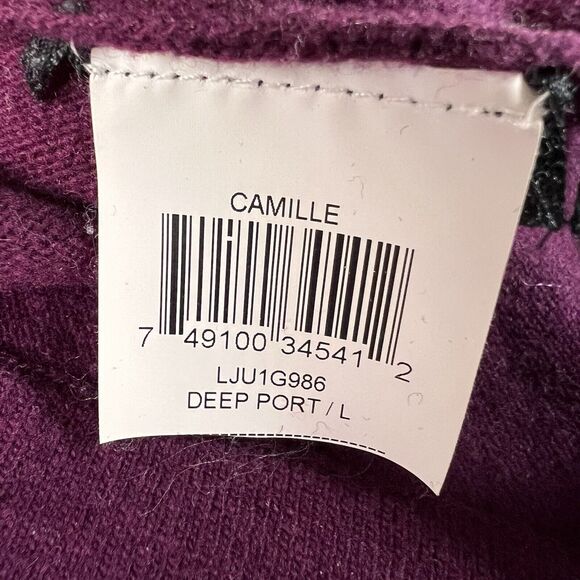 CAMILLE
7 49100 34541 2
LJU1G986
DEEP PORT / L